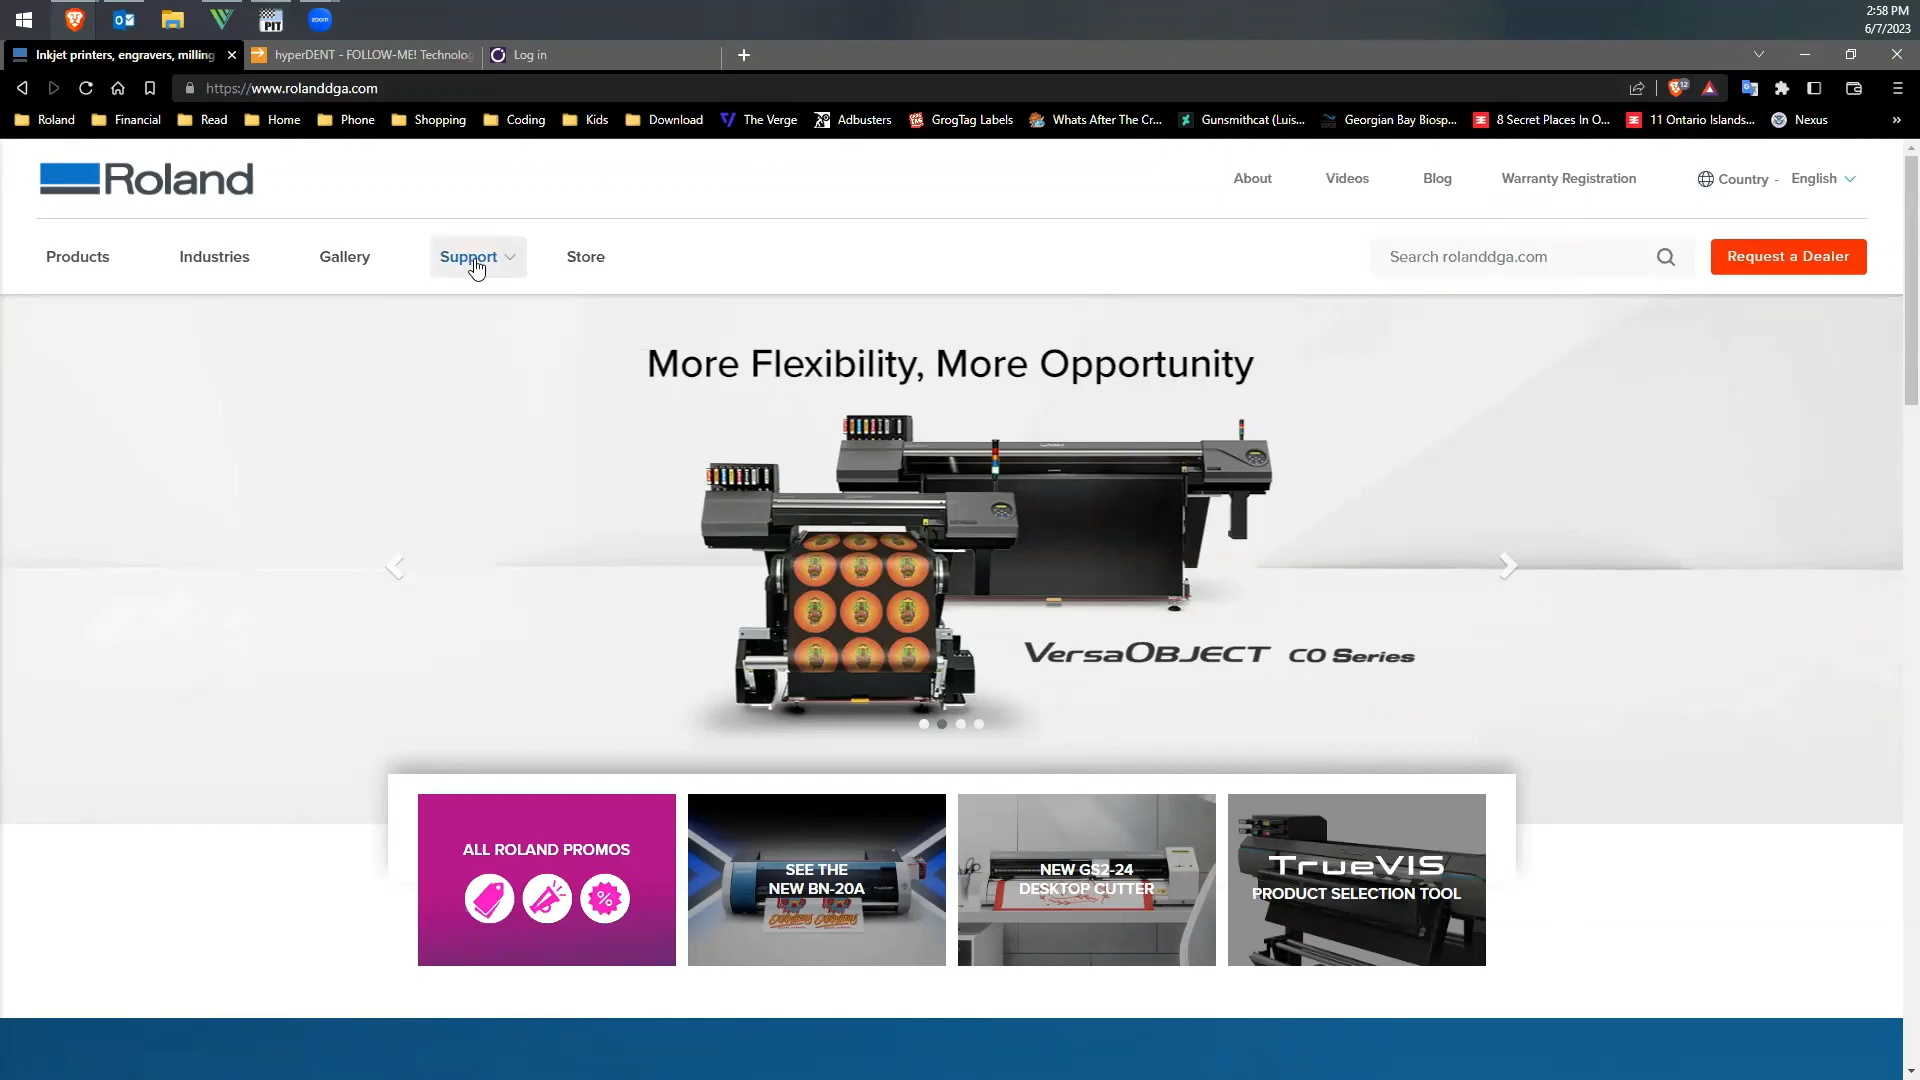 PIT
zoom
2:58 PM
6/7/2023
Inkjet printers, engravers, milling
hyperDENT - FOLLOW-ME! Technolog
Log in
https://www.rolanddga.com
12
Roland Financial Read Home Phone Shopping Coding Kids Download The Verge Adbusters GrogTag Labels Whats After The Cr... Gunsmithcat (Luis... Georgian Bay Biosp... 8 Secret Places In O... 11 Ontario Islands... Nexus »
Roland
About Videos Blog Warranty Registration Country - English
Products Industries Gallery Support Store Search rolanddga.com Request a Dealer
More Flexibility, More Opportunity
VersaOBJECT CO Series
ALL ROLAND PROMOS
%
SEE THE
NEW BN-20A
NEW GS2-24
DESKTOP CUTTER
TrueVIS
PRODUCT SELECTION TOOL